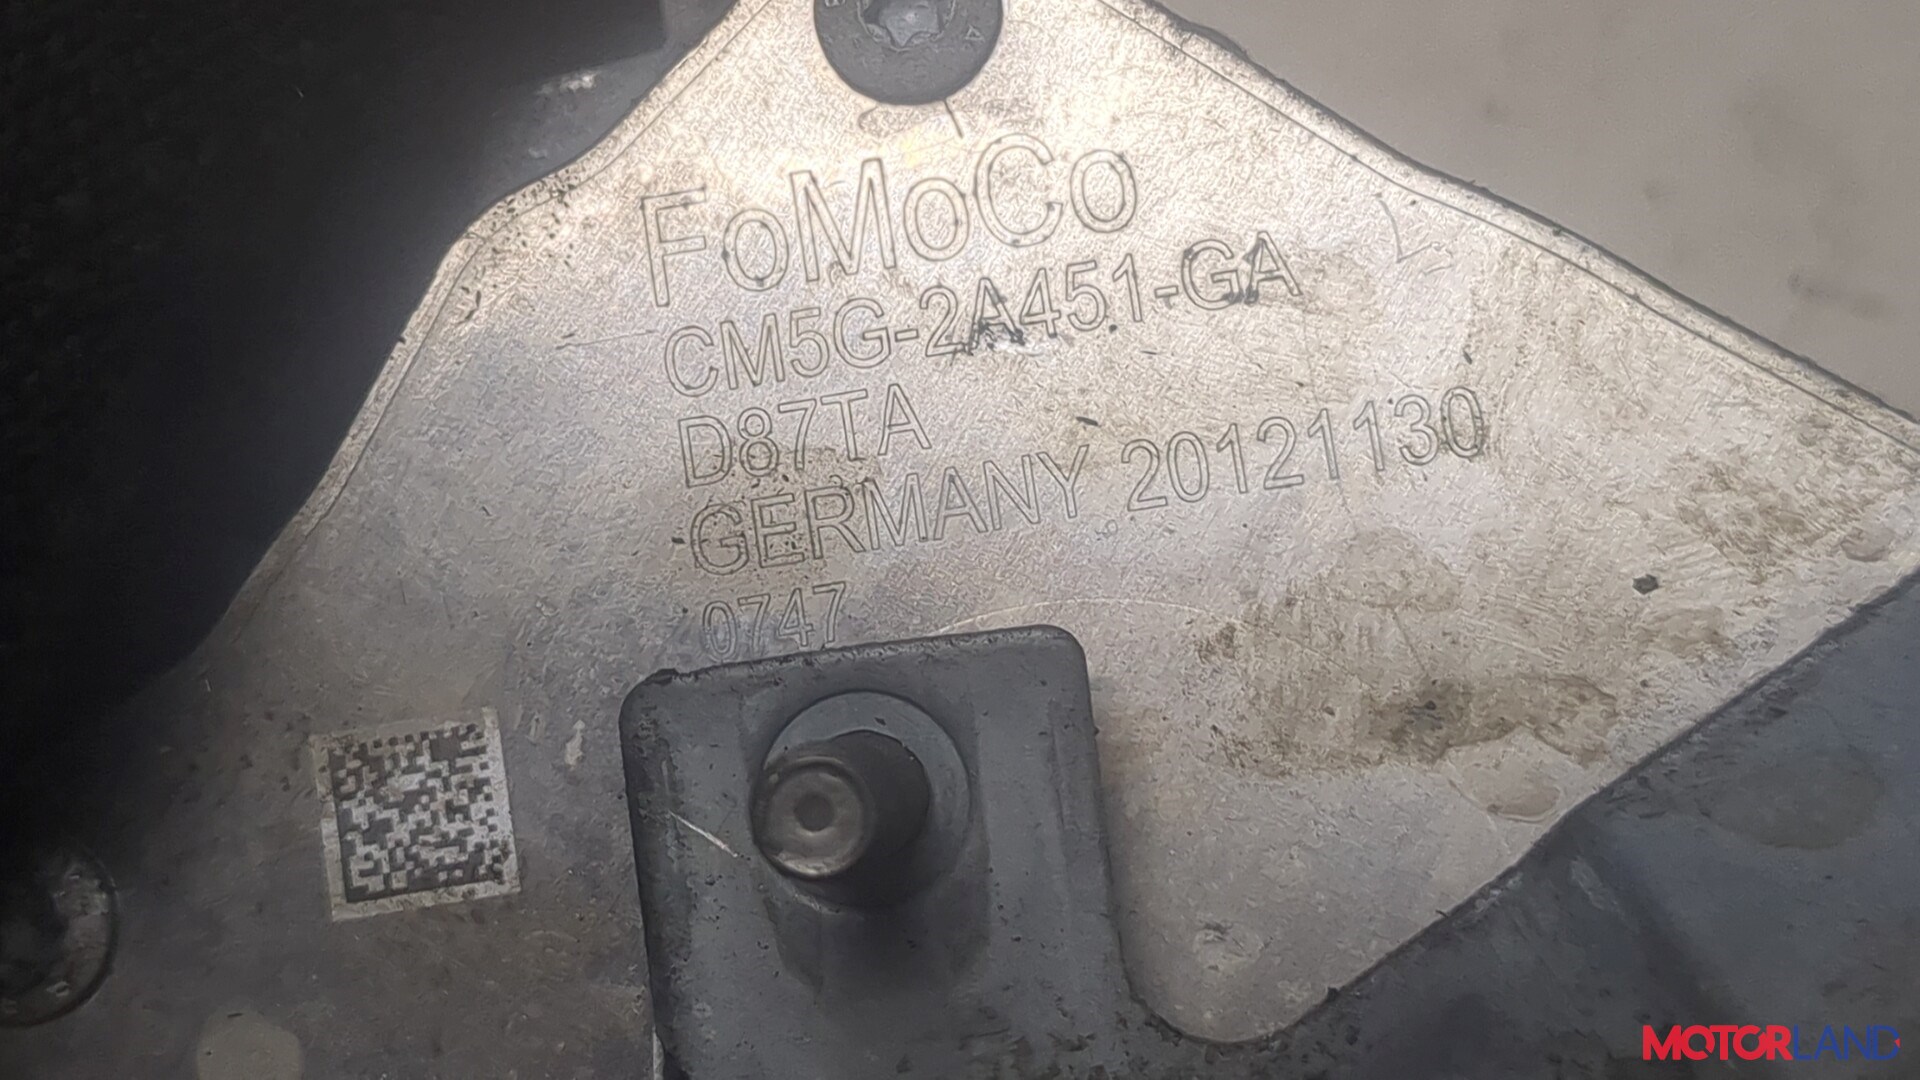 FoMoCo
CM5G-2A451-GA
D87TA
GERMANY 20121130
0747
MOTORLAND